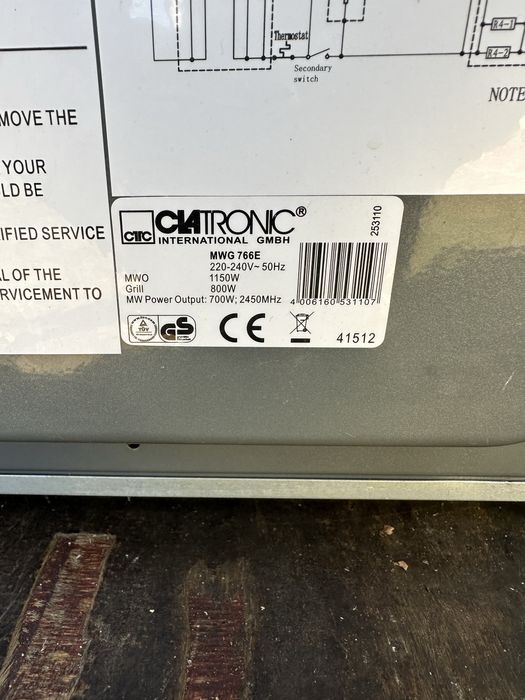 Thermostat
Secondary
switch
R4-1
R4-2
NOTE
MOVE THE
YOUR
LD BE
IFIED SERVICE
AL OF THE
RVICEMENT TO
CTC CLATRONIC®
INTERNATIONAL GMBH
253110
MWG 766E
220-240V~ 50Hz
MWO 1150W
Grill 800W
MW Power Output: 700W; 2450MHz
4 006160 531107
TÜV GS
CE
41512